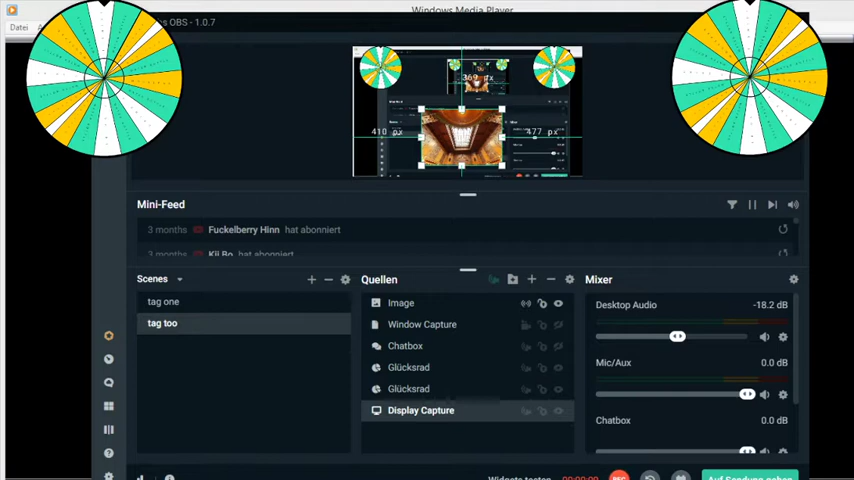 Windows Media Player
Datei
OBS - 1.0.7
369 px
410 px
477 px
Mini-Feed
3 months Fuckelberry Hinn hat abonniert
3 months Kii Bo hat abonniert
Scenes
tag one
tag too
Quellen
Image
Window Capture
Chatbox
Glücksrad
Glücksrad
Display Capture
Mixer
Desktop Audio -18.2 dB
Mic/Aux 0.0 dB
Chatbox 0.0 dB
Widgets testen 00:00:00 REC Auf Sendung gehen